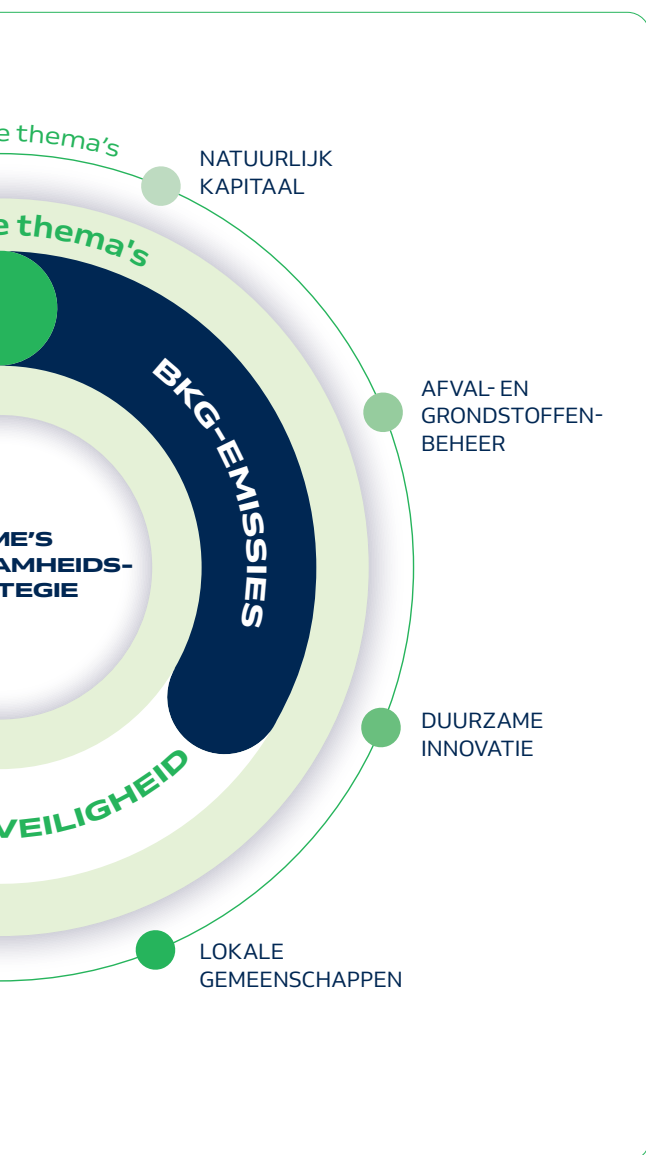 e thema's
NATUURLIJK
KAPITAAL
e thema's
BKG-EMISSIES
AFVAL- EN
GRONDSTOFFEN-
BEHEER
ME'S
AMHEIDS-
TEGIE
DUURZAME
INNOVATIE
VEILIGHEID
LOKALE
GEMEENSCHAPPEN